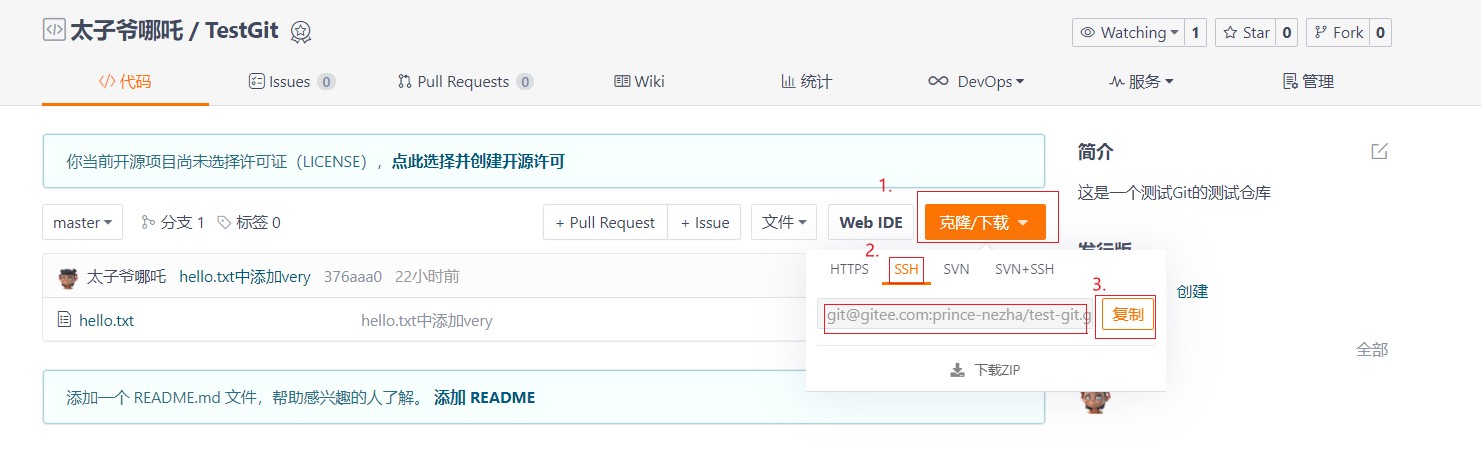 太子爷哪吒 / TestGit
Watching 1 Star 0 Fork 0
代码 Issues 0 Pull Requests 0 Wiki 统计 DevOps 服务 管理
你当前开源项目尚未选择许可证（LICENSE），点此选择并创建开源许可
简介
这是一个测试Git的测试仓库
1.
master 分支 1 标签 0 + Pull Request + Issue 文件 Web IDE 克隆/下载
发行版
2.
HTTPS SSH SVN SVN+SSH
太子爷哪吒 hello.txt中添加very 376aaa0 22小时前
3.
创建
git@gitee.com:prince-nezha/test-git.g 复制
hello.txt hello.txt中添加very
全部
下载ZIP
添加一个 README.md 文件，帮助感兴趣的人了解。 添加 README